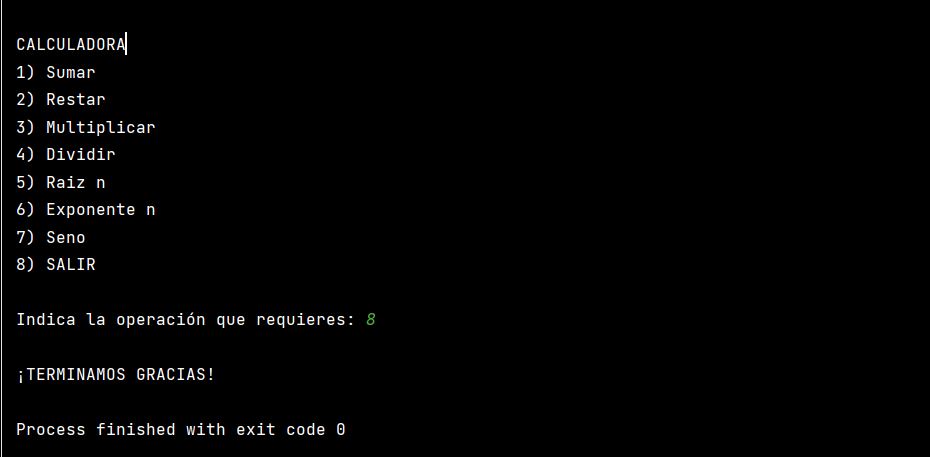 CALCULADORA
1) Sumar
2) Restar
3) Multiplicar
4) Dividir
5) Raiz n
6) Exponente n
7) Seno
8) SALIR
Indica la operación que requieres: 8
¡TERMINAMOS GRACIAS!
Process finished with exit code 0